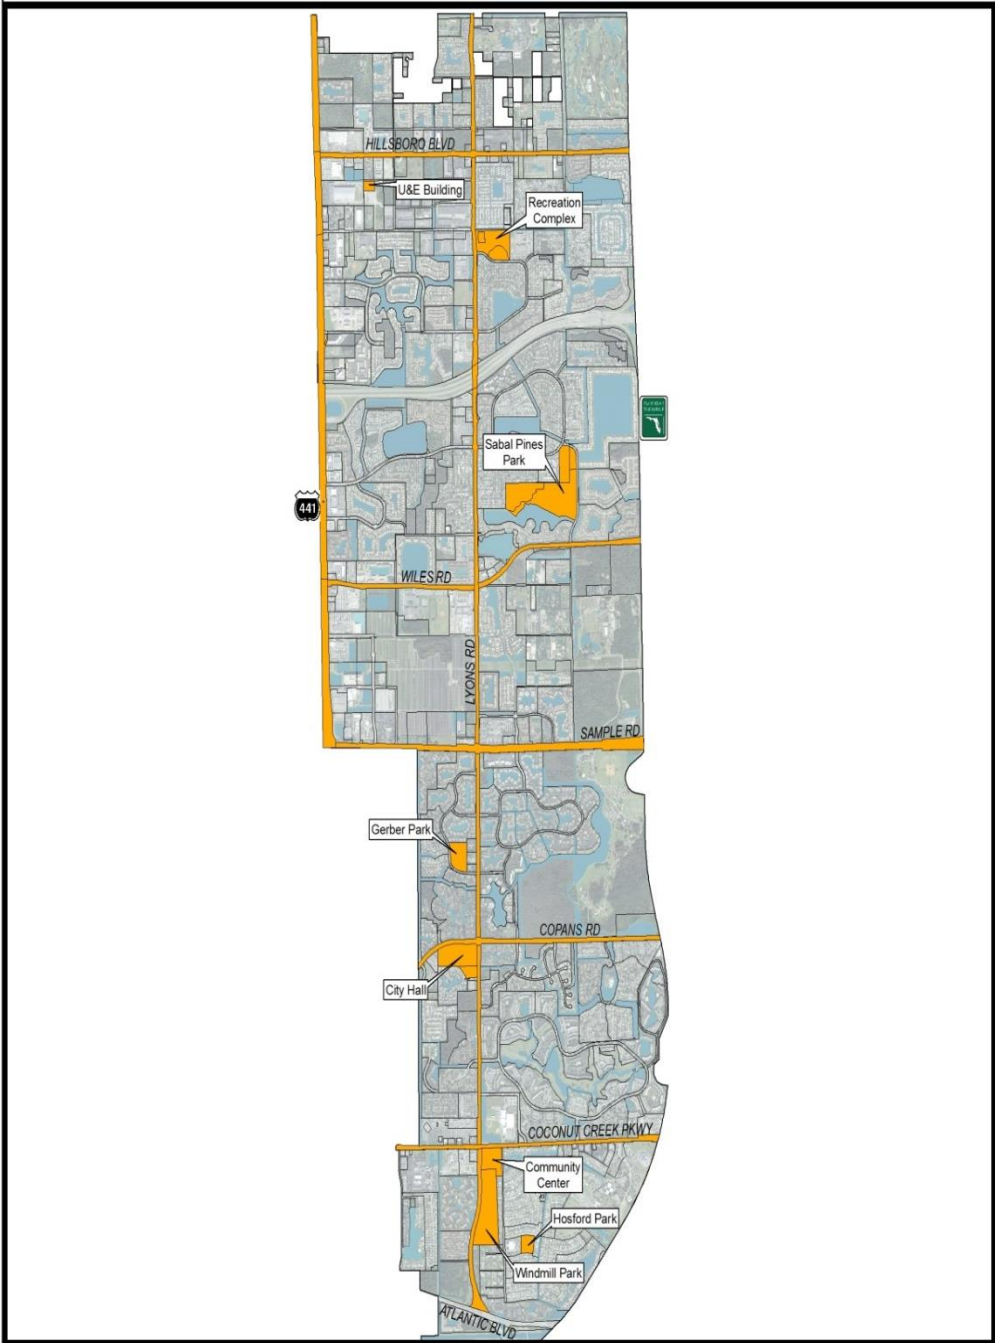 HILLSBORO BLVD
U&E Building
Recreation
Complex
Sabal Pines
Park
441
WILES RD
LYONS RD
SAMPLE RD
Gerber Park
COPANS RD
City Hall
COCONUT CREEK PKWY
Community
Center
Hosford Park
Windmill Park
ATLANTIC BLVD